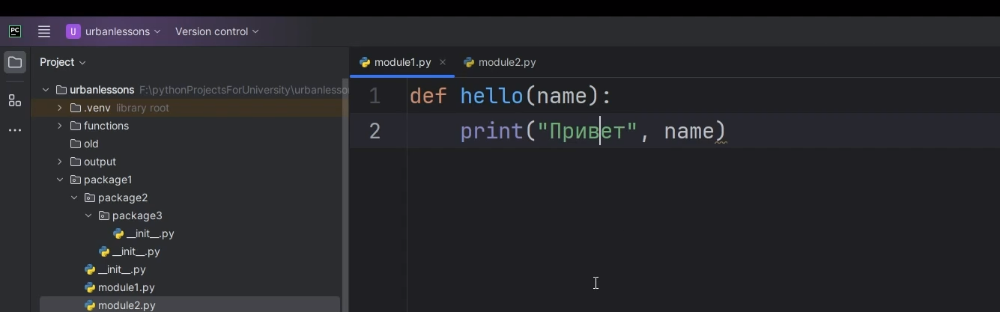 PC
U urbanlessons Version control
Project
module1.py × module2.py
urbanlessons F:\pythonProjectsForUniversity\urbanlesso
.venv library root
functions
old
output
package1
package2
package3
__init__.py
__init__.py
__init__.py
module1.py
module2.py
1 def hello(name):
2 print("Привет", name)